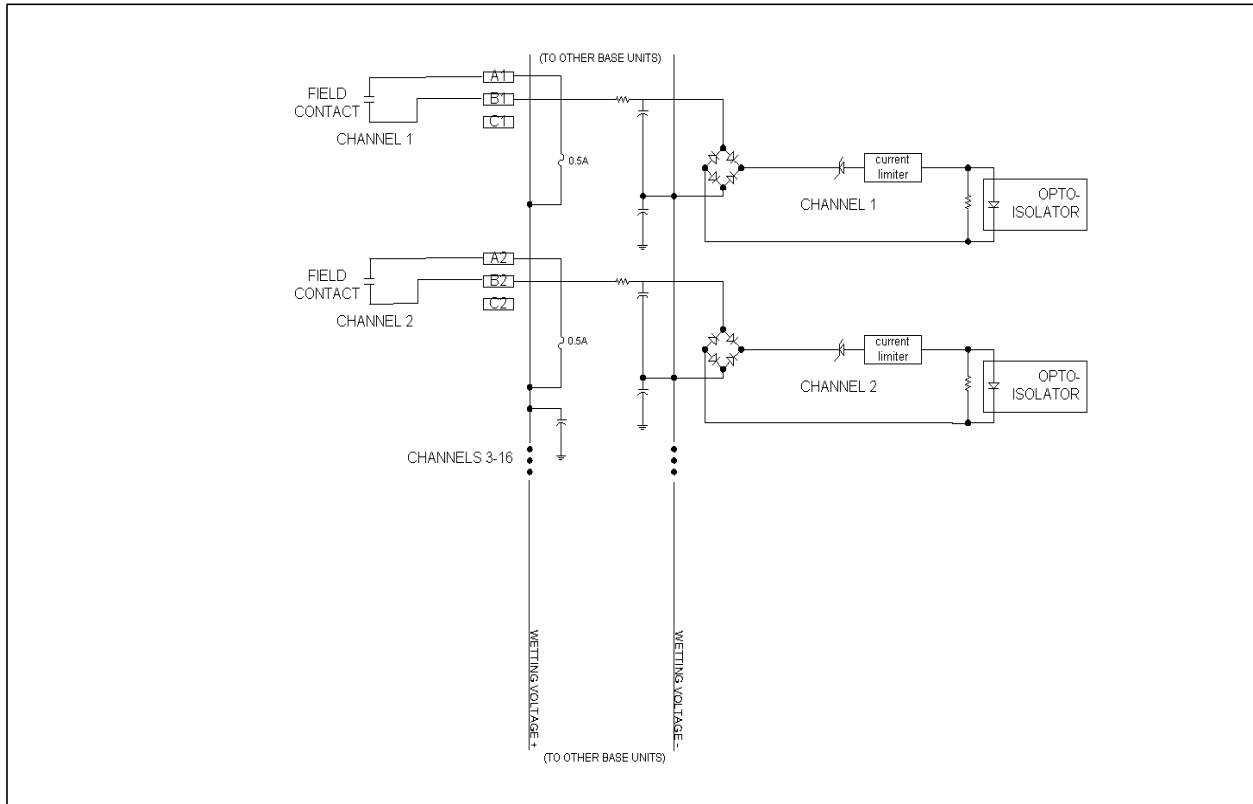 (TO OTHER BASE UNITS)
A1
FIELD
CONTACT
B1
C1
CHANNEL 1
0.5A
current
limiter
CHANNEL 1
OPTO-
ISOLATOR
A2
FIELD
CONTACT
B2
C2
CHANNEL 2
0.5A
current
limiter
CHANNEL 2
OPTO-
ISOLATOR
CHANNELS 3-16
WETTING VOLTAGE +
WETTING VOLTAGE -
(TO OTHER BASE UNITS)